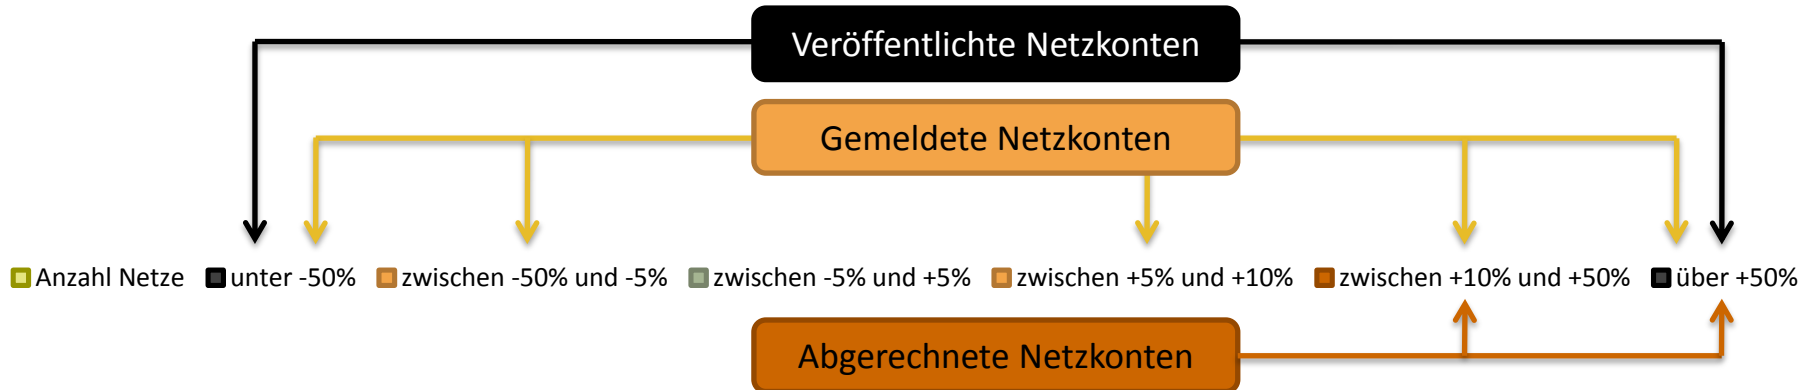 Veröffentlichte Netzkonten
Gemeldete Netzkonten
Anzahl Netze unter -50% zwischen -50% und -5% zwischen -5% und +5% zwischen +5% und +10% zwischen +10% und +50% über +50%
Abgerechnete Netzkonten